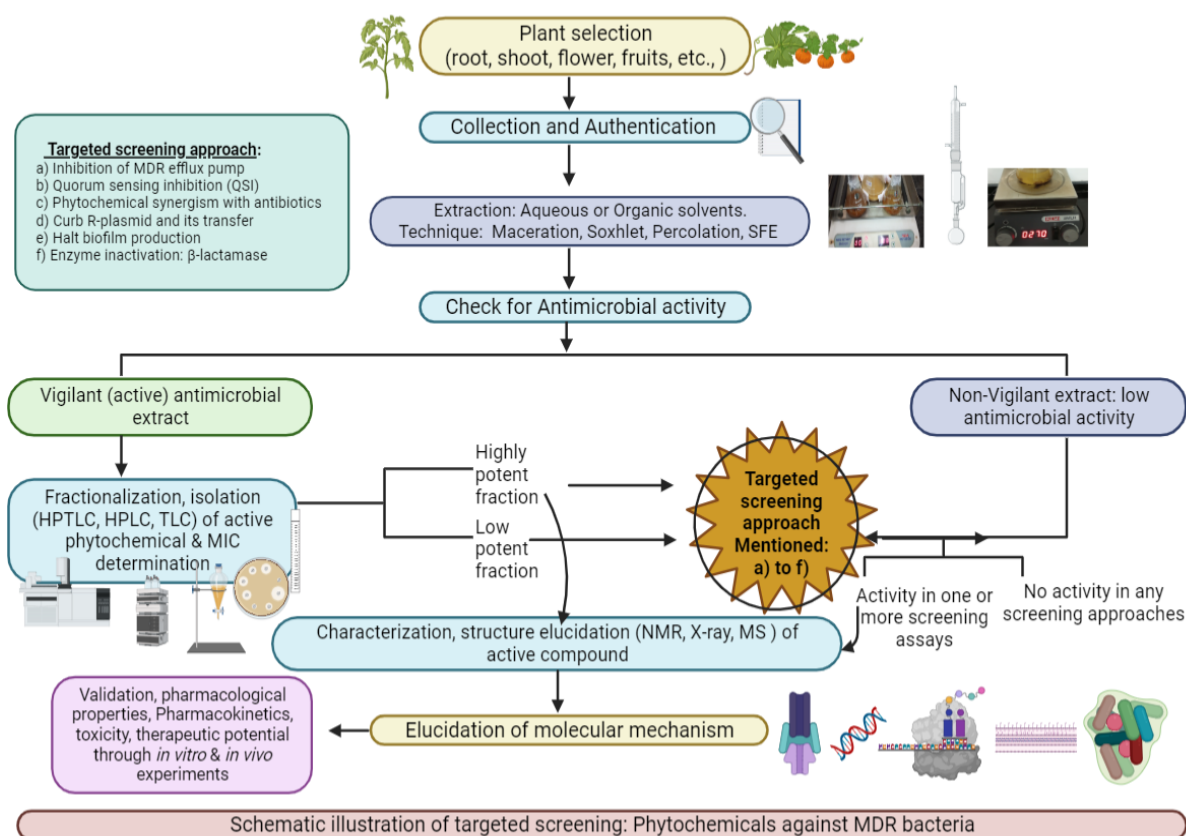 Plant selection
(root, shoot, flower, fruits, etc., )
Collection and Authentication
Targeted screening approach:
a) Inhibition of MDR efflux pump
b) Quorum sensing inhibition (QSI)
c) Phytochemical synergism with antibiotics
d) Curb R-plasmid and its transfer
e) Halt biofilm production
f) Enzyme inactivation: β-lactamase
Extraction: Aqueous or Organic solvents.
Technique: Maceration, Soxhlet, Percolation, SFE
0270
Check for Antimicrobial activity
Vigilant (active) antimicrobial
extract
Non-Vigilant extract: low
antimicrobial activity
Fractionalization, isolation
(HPTLC, HPLC, TLC) of active
phytochemical & MIC
determination
Highly
potent
fraction
Low
potent
fraction
Targeted
screening
approach
Mentioned:
a) to f)
Activity in one or
more screening
assays
No activity in any
screening approaches
Characterization, structure elucidation (NMR, X-ray, MS ) of
active compound
Elucidation of molecular mechanism
Validation, pharmacological
properties, Pharmacokinetics,
toxicity, therapeutic potential
through in vitro & in vivo
experiments
Schematic illustration of targeted screening: Phytochemicals against MDR bacteria